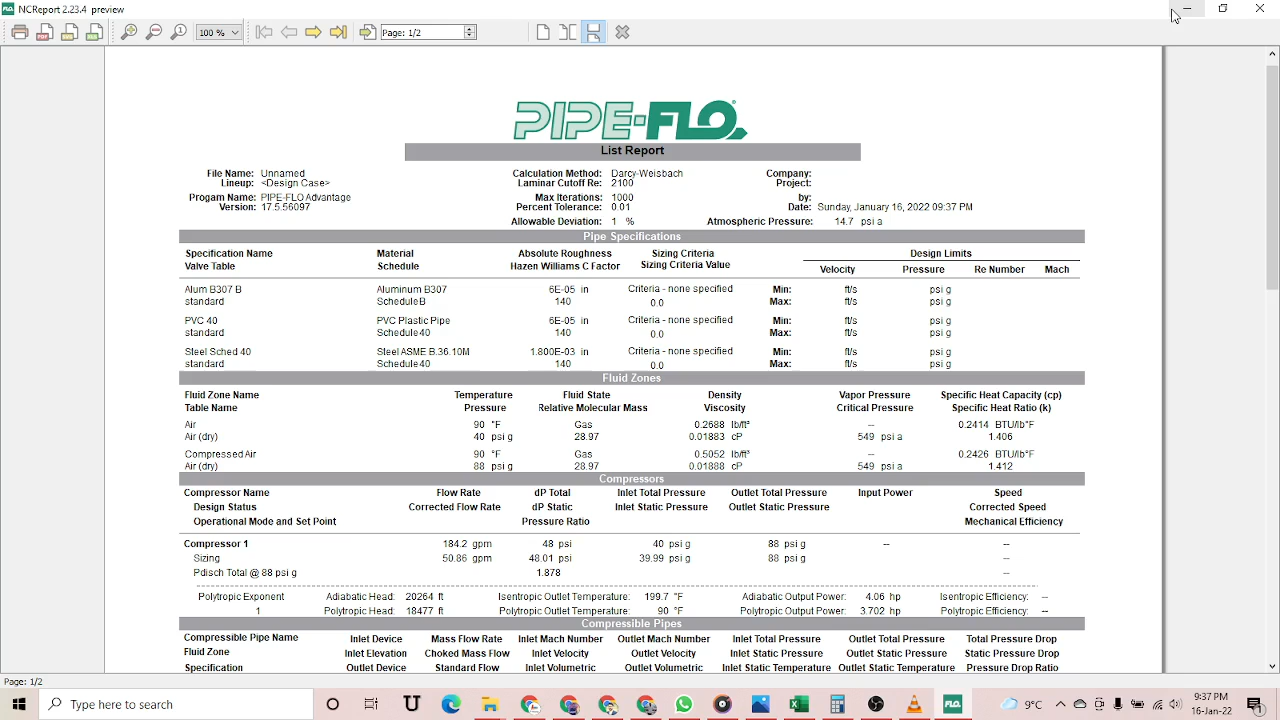 NCReport 2.23.4 preview
100 % Page: 1/2
PIPE-FLO
List Report
File Name: Unnamed Calculation Method: Darcy-Weisbach Company:
Lineup: <Design Case> Laminar Cutoff Re: 2100 Project:
Progam Name: PIPE-FLO Advantage Max Iterations: 1000 by:
Version: 17.5.56097 Percent Tolerance: 0.01 Date: Sunday, January 16, 2022 09:37 PM
Allowable Deviation: 1 % Atmospheric Pressure: 14.7 psi a
Pipe Specifications
Specification Name Material Absolute Roughness Sizing Criteria Design Limits
Valve Table Schedule Hazen Williams C Factor Sizing Criteria Value Velocity Pressure Re Number Mach
Alum B307 B Aluminum B307 6E-05 in Criteria - none specified Min: ft/s psi g
standard Schedule B 140 0.0 Max: ft/s psi g
PVC 40 PVC Plastic Pipe 6E-05 in Criteria - none specified Min: ft/s psi g
standard Schedule 40 140 0.0 Max: ft/s psi g
Steel Sched 40 Steel ASME B.36.10M 1.800E-03 in Criteria - none specified Min: ft/s psi g
standard Schedule 40 140 0.0 Max: ft/s psi g
Fluid Zones
Fluid Zone Name Temperature Fluid State Density Vapor Pressure Specific Heat Capacity (cp)
Table Name Pressure Relative Molecular Mass Viscosity Critical Pressure Specific Heat Ratio (k)
Air 90 °F Gas 0.2688 lb/ft³ -- 0.2414 BTU/lb°F
Air (dry) 40 psi g 28.97 0.01883 cP 549 psi a 1.406
Compressed Air 90 °F Gas 0.5052 lb/ft³ -- 0.2426 BTU/lb°F
Air (dry) 88 psi g 28.97 0.01888 cP 549 psi a 1.412
Compressors
Compressor Name Flow Rate dP Total Inlet Total Pressure Outlet Total Pressure Input Power Speed
Design Status Corrected Flow Rate dP Static Inlet Static Pressure Outlet Static Pressure Corrected Speed
Operational Mode and Set Point Pressure Ratio Mechanical Efficiency
Compressor 1 184.2 gpm 48 psi 40 psi g 88 psi g -- --
Sizing 50.86 gpm 48.01 psi 39.99 psi g 88 psi g --
Pdisch Total @ 88 psi g 1.878 --
Polytropic Exponent Adiabatic Head: 20264 ft Isentropic Outlet Temperature: 199.7 °F Adiabatic Output Power: 4.06 hp Isentropic Efficiency: --
1 Polytropic Head: 18477 ft Polytropic Outlet Temperature: 90 °F Polytropic Output Power: 3.702 hp Polytropic Efficiency: --
Compressible Pipes
Compressible Pipe Name Inlet Device Mass Flow Rate Inlet Mach Number Outlet Mach Number Inlet Total Pressure Outlet Total Pressure Total Pressure Drop
Fluid Zone Inlet Elevation Choked Mass Flow Inlet Velocity Outlet Velocity Inlet Static Pressure Outlet Static Pressure Static Pressure Drop
Specification Outlet Device Standard Flow Inlet Volumetric Outlet Volumetric Inlet Static Temperature Outlet Static Temperature Pressure Drop Ratio
Page: 1/2
Type here to search 9°C 9:37 PM
16-Jan-22